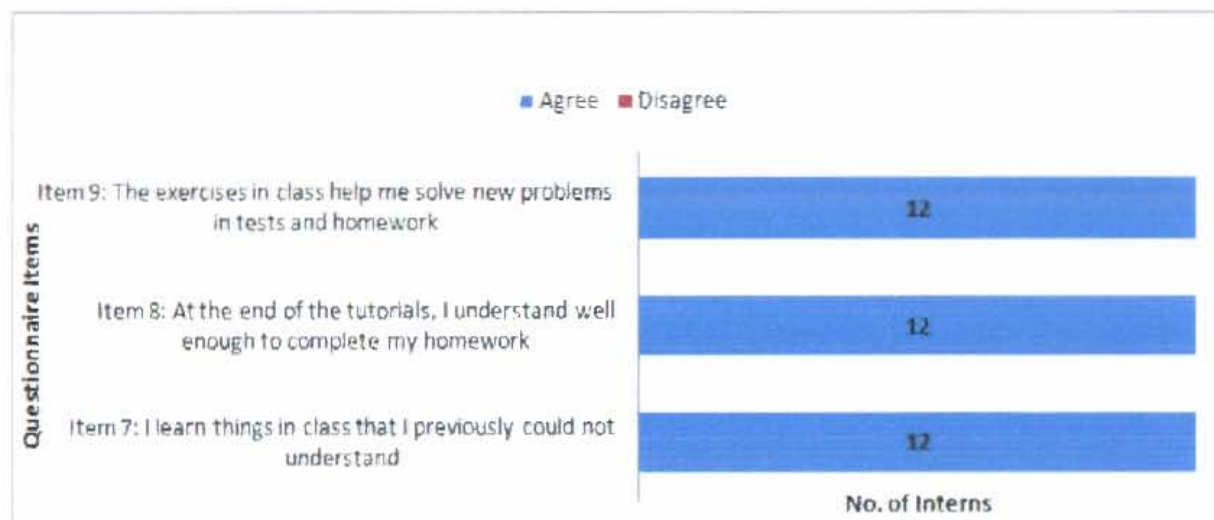 Agree Disagree
Item 9: The exercises in class help me solve new problems
in tests and homework
12
Item 8: At the end of the tutorials, I understand well
enough to complete my homework
12
Item 7: I learn things in class that I previously could not
understand
12
Questionnaire Items
No. of Interns